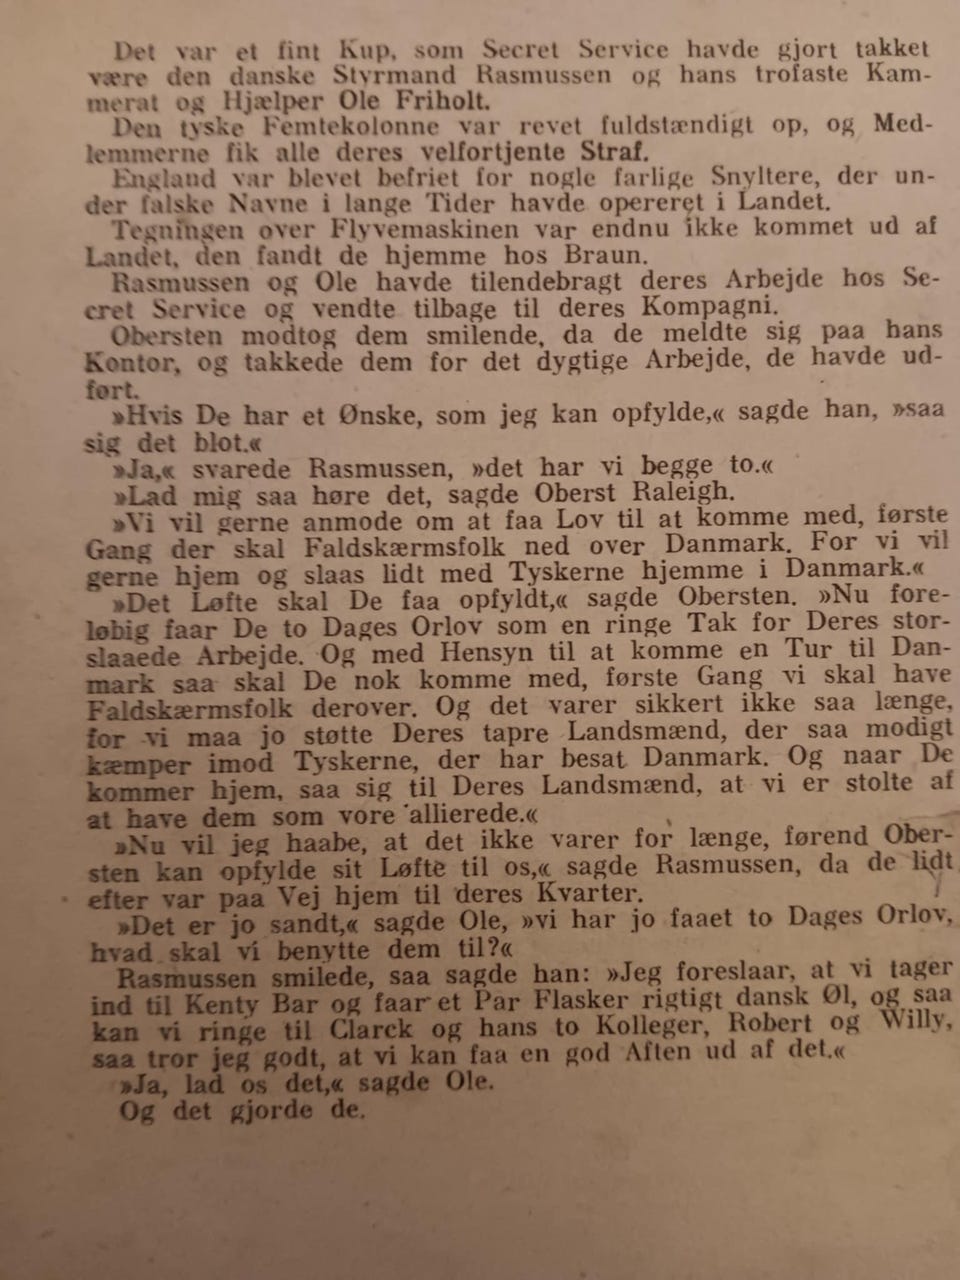 Det var et fint Kup, som Secret Service havde gjort takket
være den danske Styrmand Rasmussen og hans trofaste Kam-
merat og Hjælper Ole Friholt.
Den tyske Femtekolonne var revet fuldstændigt op, og Med-
lemmerne fik alle deres velfortjente Straf.
England var blevet befriet for nogle farlige Snyltere, der un-
der falske Navne i lange Tider havde opereret i Landet.
Tegningen over Flyvemaskinen var endnu ikke kommet ud af
Landet, den fandt de hjemme hos Braun.
Rasmussen og Ole havde tilendebragt deres Arbejde hos Se-
cret Service og vendte tilbage til deres Kompagni.
Obersten modtog dem smilende, da de meldte sig paa hans
Kontor, og takkede dem for det dygtige Arbejde, de havde ud-
ført.
»Hvis De har et Ønske, som jeg kan opfylde,« sagde han, »saa
sig det blot.«
»Ja,« svarede Rasmussen, »det har vi begge to.«
»Lad mig saa høre det, sagde Oberst Raleigh.
»Vi vil gerne anmode om at faa Lov til at komme med, første
Gang der skal Faldskærmsfolk ned over Danmark. For vi vil
gerne hjem og slaas lidt med Tyskerne hjemme i Danmark.«
»Det Løfte skal De faa opfyldt,« sagde Obersten. »Nu fore-
løbig faar De to Dages Orlov som en ringe Tak for Deres stor-
slaaede Arbejde. Og med Hensyn til at komme en Tur til Dan-
mark saa skal De nok komme med, første Gang vi skal have
Faldskærmsfolk derover. Og det varer sikkert ikke saa længe,
for vi maa jo støtte Deres tapre Landsmænd, der saa modigt
kæmper imod Tyskerne, der har besat Danmark. Og naar De
kommer hjem, saa sig til Deres Landsmænd, at vi er stolte af
at have dem som vore allierede.«
»Nu vil jeg haabe, at det ikke varer for længe, førend Ober-
sten kan opfylde sit Løfte til os,« sagde Rasmussen, da de lidt
efter var paa Vej hjem til deres Kvarter.
»Det er jo sandt,« sagde Ole, »vi har jo faaet to Dages Orlov,
hvad skal vi benytte dem til?«
Rasmussen smilede, saa sagde han: »Jeg foreslaar, at vi tager
ind til Kenty Bar og faar et Par Flasker rigtigt dansk Øl, og saa
kan vi ringe til Clarck og hans to Kolleger, Robert og Willy,
saa tror jeg godt, at vi kan faa en god Aften ud af det.«
»Ja, lad os det,« sagde Ole.
Og det gjorde de.